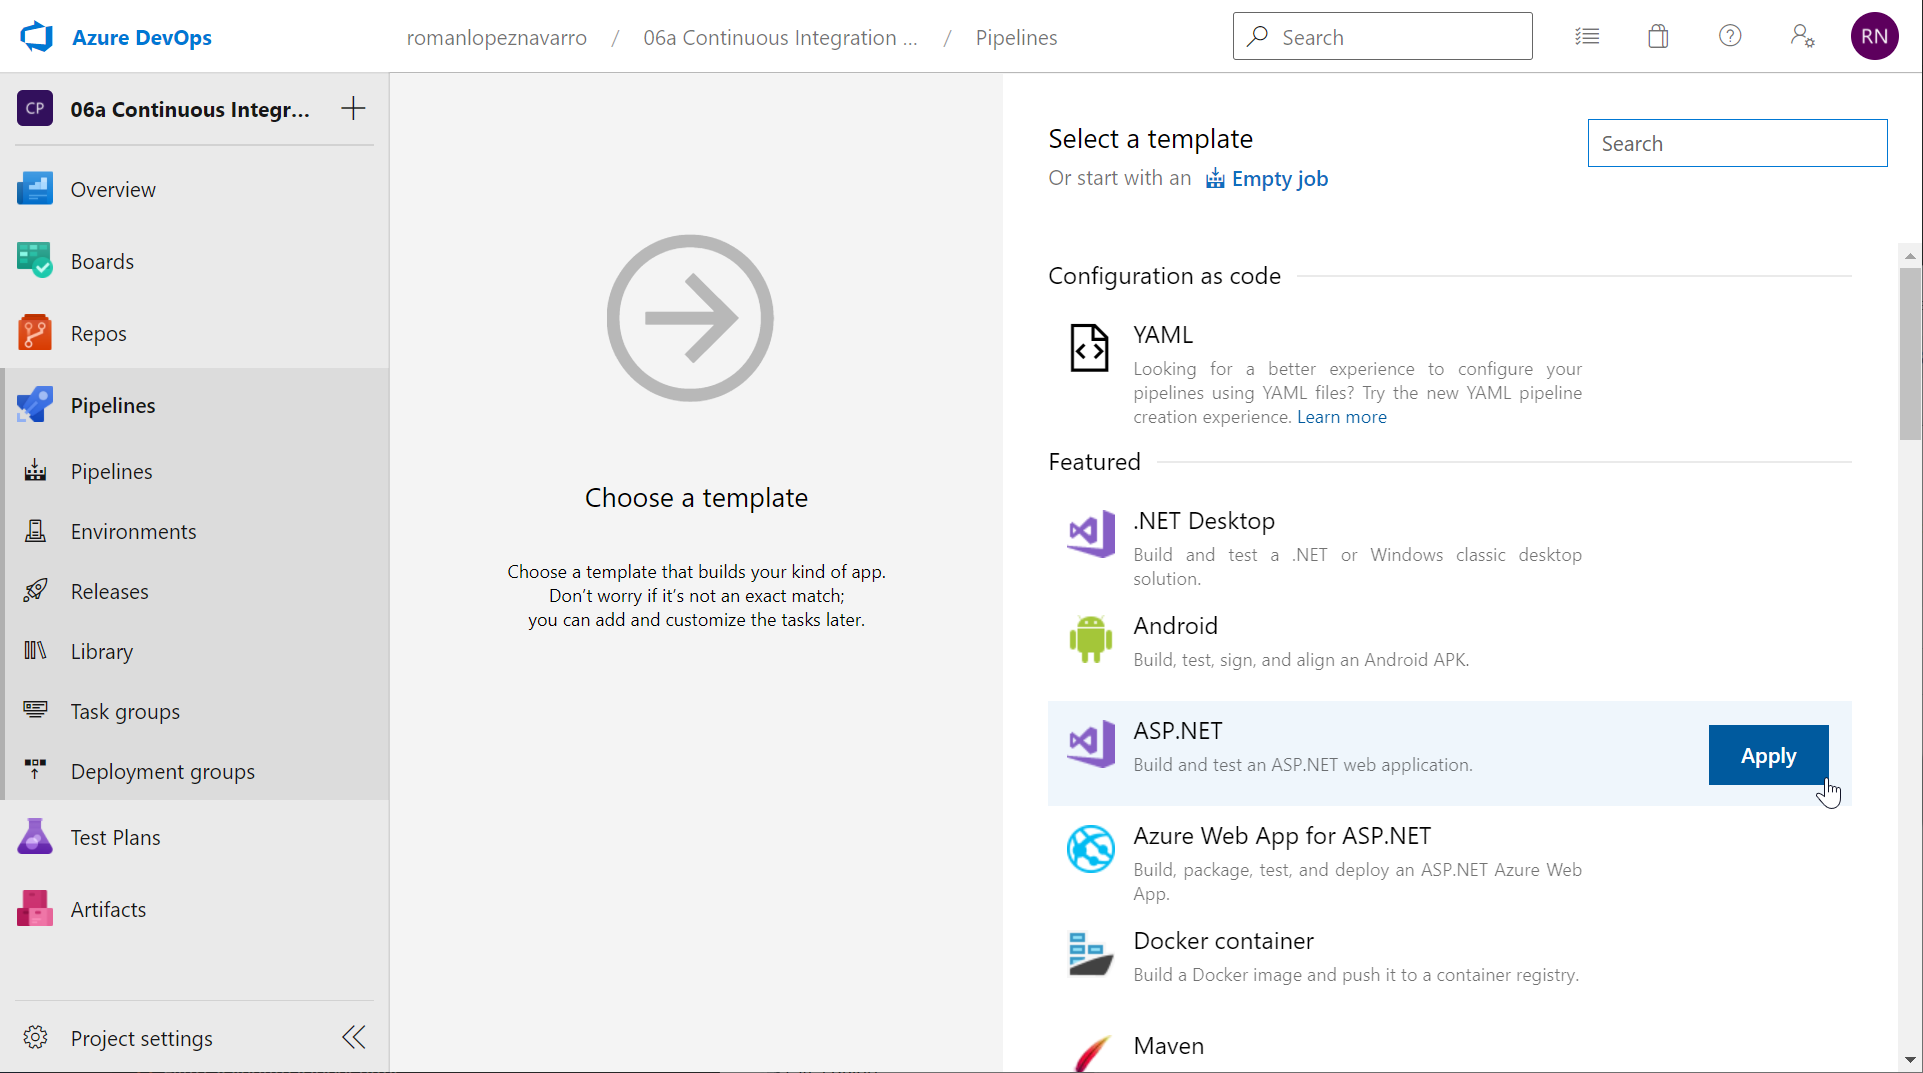 Azure DevOps
romanlopeznavarro / 06a Continuous Integration ... / Pipelines
Search
RN
CP 06a Continuous Integr...
Overview
Boards
Repos
Pipelines
Pipelines
Environments
Releases
Library
Task groups
Deployment groups
Test Plans
Artifacts
Project settings
Choose a template
Choose a template that builds your kind of app.
Don't worry if it's not an exact match;
you can add and customize the tasks later.
Select a template
Or start with an Empty job
Search
Configuration as code
YAML
Looking for a better experience to configure your
pipelines using YAML files? Try the new YAML pipeline
creation experience. Learn more
Featured
.NET Desktop
Build and test a .NET or Windows classic desktop
solution.
Android
Build, test, sign, and align an Android APK.
ASP.NET
Build and test an ASP.NET web application.
Apply
Azure Web App for ASP.NET
Build, package, test, and deploy an ASP.NET Azure Web
App.
Docker container
Build a Docker image and push it to a container registry.
Maven